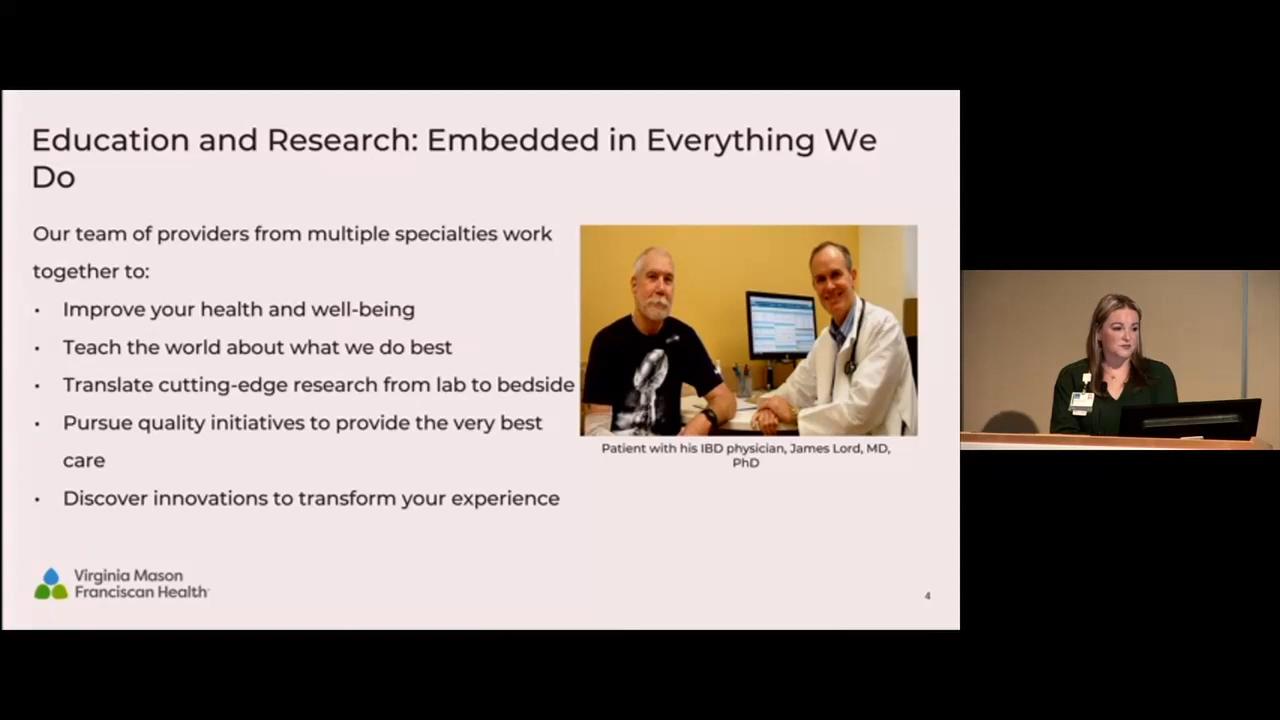 Education and Research: Embedded in Everything We
Do
Our team of providers from multiple specialties work
together to:
• Improve your health and well-being
• Teach the world about what we do best
• Translate cutting-edge research from lab to bedside
• Pursue quality initiatives to provide the very best
care
• Discover innovations to transform your experience
Patient with his IBD physician, James Lord, MD,
PhD
Virginia Mason
Franciscan Health
4